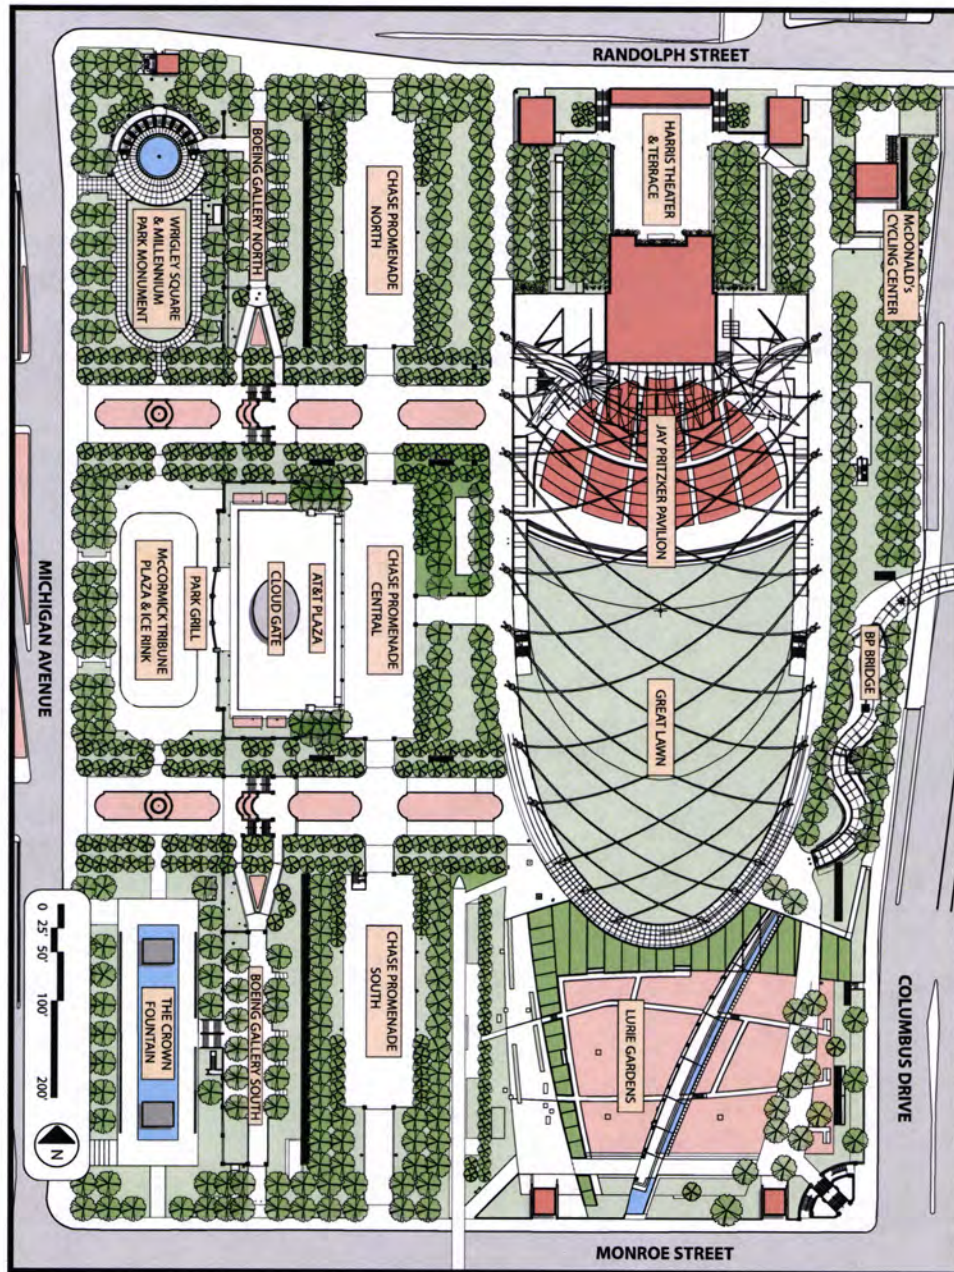 RANDOLPH STREET
BOEING GALLERY NORTH
CHASE PROMENADE
NORTH
HARRIS THEATER
& TERRACE
McDONALD's
CYCLING CENTER
WRIGLEY SQUARE
& MILLENNIUM
PARK MONUMENT
JAY PRITZKER PAVILION
MICHIGAN AVENUE
McCORMICK TRIBUNE
PLAZA & ICE RINK
PARK GRILL
CLOUD GATE
AT&T PLAZA
CHASE PROMENADE
CENTRAL
GREAT LAWN
BP BRIDGE
COLUMBUS DRIVE
0 25' 50' 100' 200'
N
THE CROWN
FOUNTAIN
BOEING GALLERY SOUTH
CHASE PROMENADE
SOUTH
LURIE GARDENS
MONROE STREET